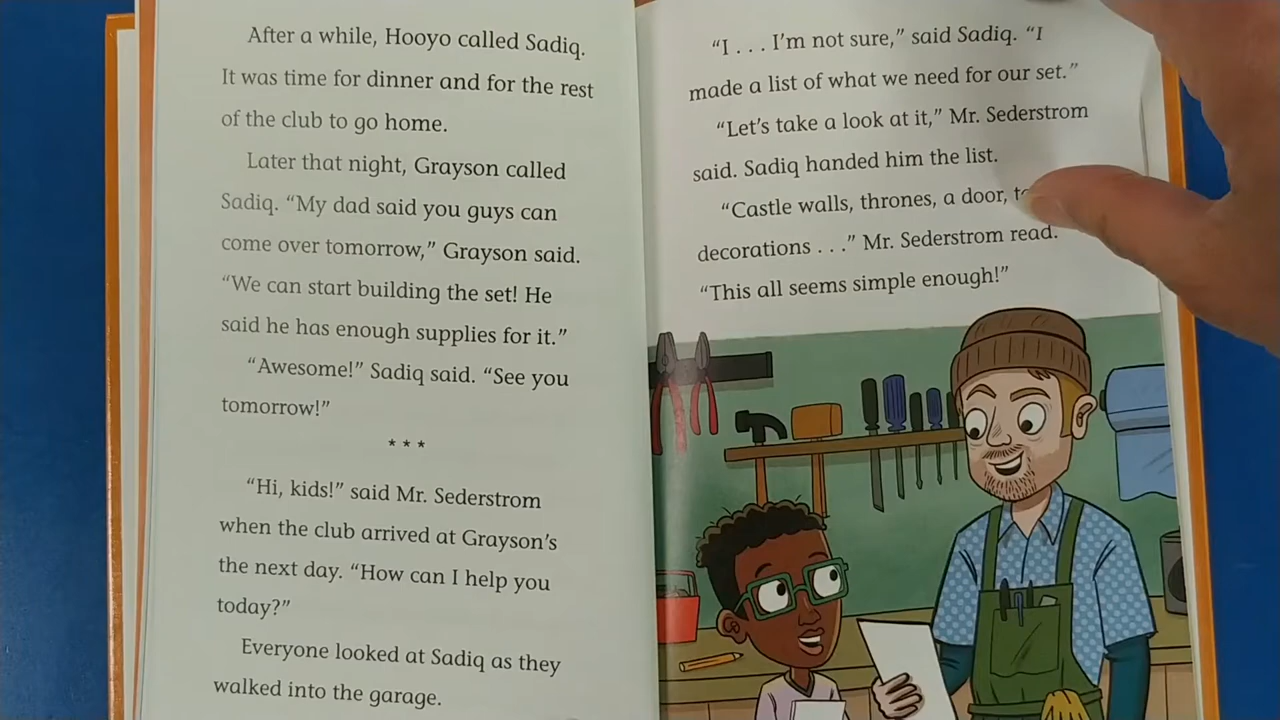 After a while, Hooyo called Sadiq.
It was time for dinner and for the rest
of the club to go home.
Later that night, Grayson called
Sadiq. “My dad said you guys can
come over tomorrow,” Grayson said.
“We can start building the set! He
said he has enough supplies for it.”
“Awesome!” Sadiq said. “See you
tomorrow!”
* * *
“Hi, kids!” said Mr. Sederstrom
when the club arrived at Grayson’s
the next day. “How can I help you
today?”
Everyone looked at Sadiq as they
walked into the garage.
“I . . . I’m not sure,” said Sadiq. “I
made a list of what we need for our set.”
“Let’s take a look at it,” Mr. Sederstrom
said. Sadiq handed him the list.
“Castle walls, thrones, a door,
decorations . . .” Mr. Sederstrom read.
“This all seems simple enough!”